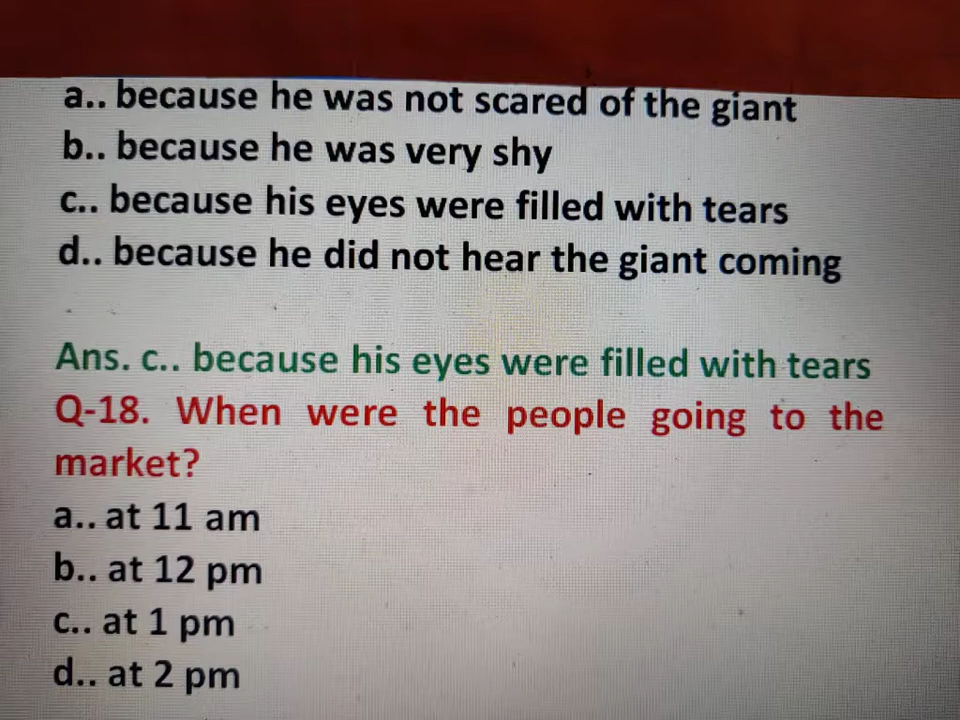 a.. because he was not scared of the giant
b.. because he was very shy
c.. because his eyes were filled with tears
d.. because he did not hear the giant coming
Ans. c.. because his eyes were filled with tears
Q-18. When were the people going to the
market?
a.. at 11 am
b.. at 12 pm
c.. at 1 pm
d.. at 2 pm